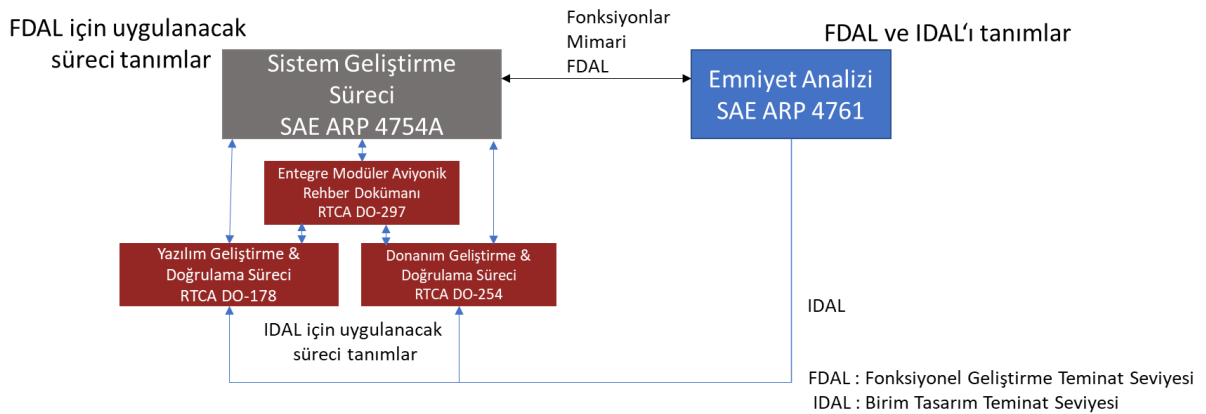 FDAL için uygulanacak
süreci tanımlar
Sistem Geliştirme
Süreci
SAE ARP 4754A
Fonksiyonlar
Mimari
FDAL
FDAL ve IDAL‘ı tanımlar
Emniyet Analizi
SAE ARP 4761
Entegre Modüler Aviyonik
Rehber Dokümanı
RTCA DO-297
Yazılım Geliştirme &
Doğrulama Süreci
RTCA DO-178
Donanım Geliştirme &
Doğrulama Süreci
RTCA DO-254
IDAL için uygulanacak
süreci tanımlar
IDAL
FDAL : Fonksiyonel Geliştirme Teminat Seviyesi
IDAL : Birim Tasarım Teminat Seviyesi